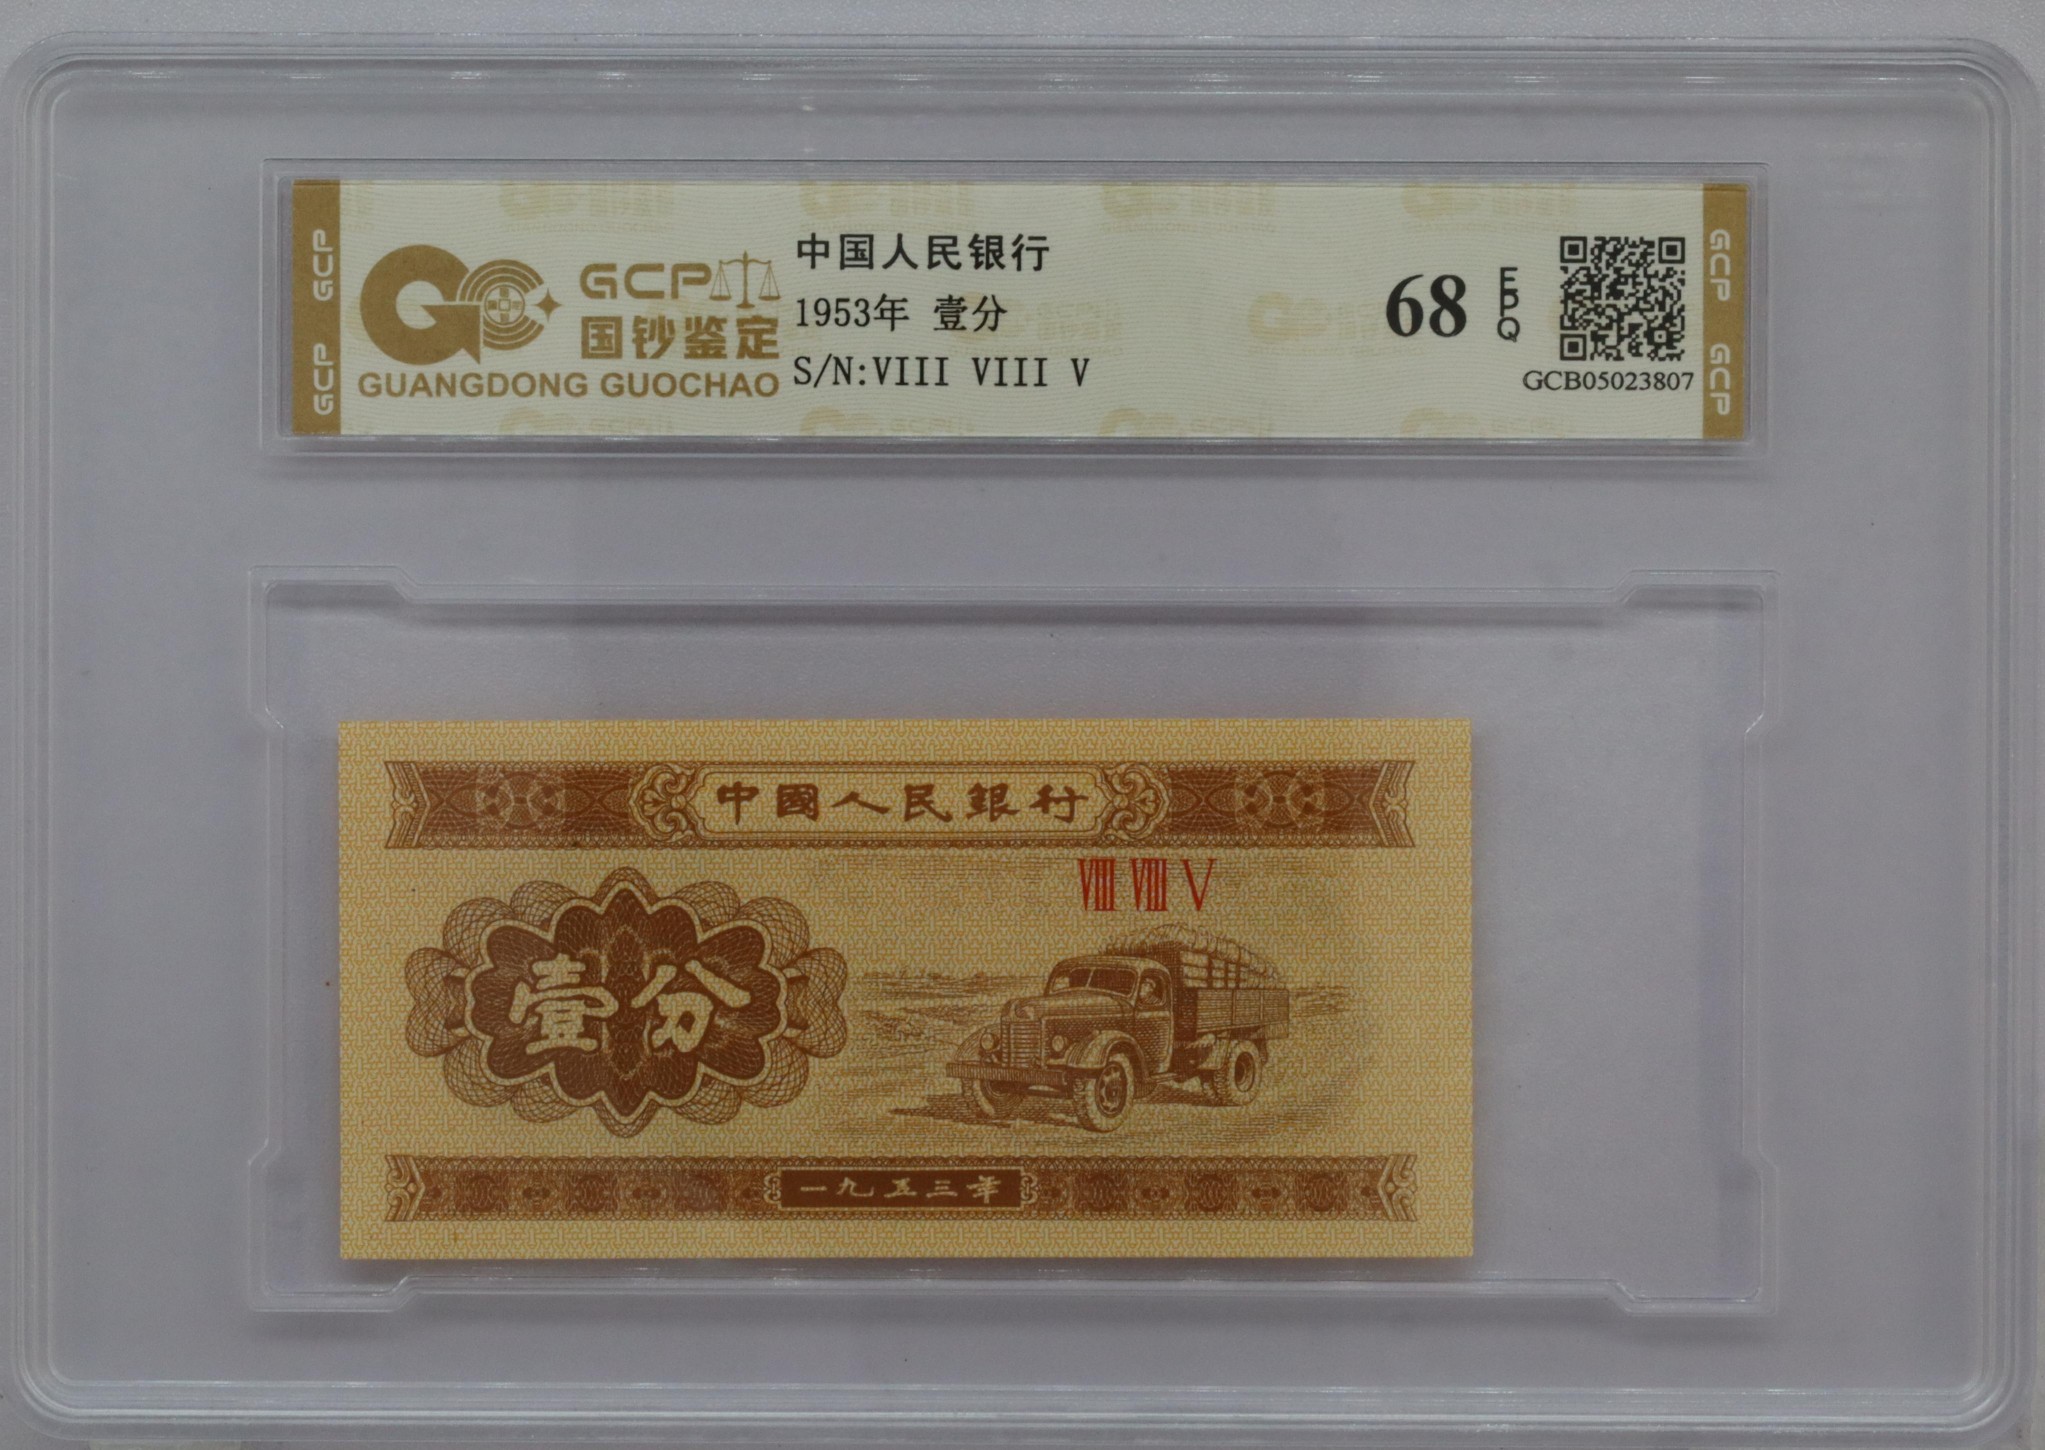 GCP GCP
GCP
国钞鉴定
GUANGDONG GUOCHAO
中国人民银行
1953年 壹分
S/N:VIII VIII V
68 EPQ
GCB05023807
GCP GCP
中國人民銀行
VIII VIII V
壹分
一九五三年